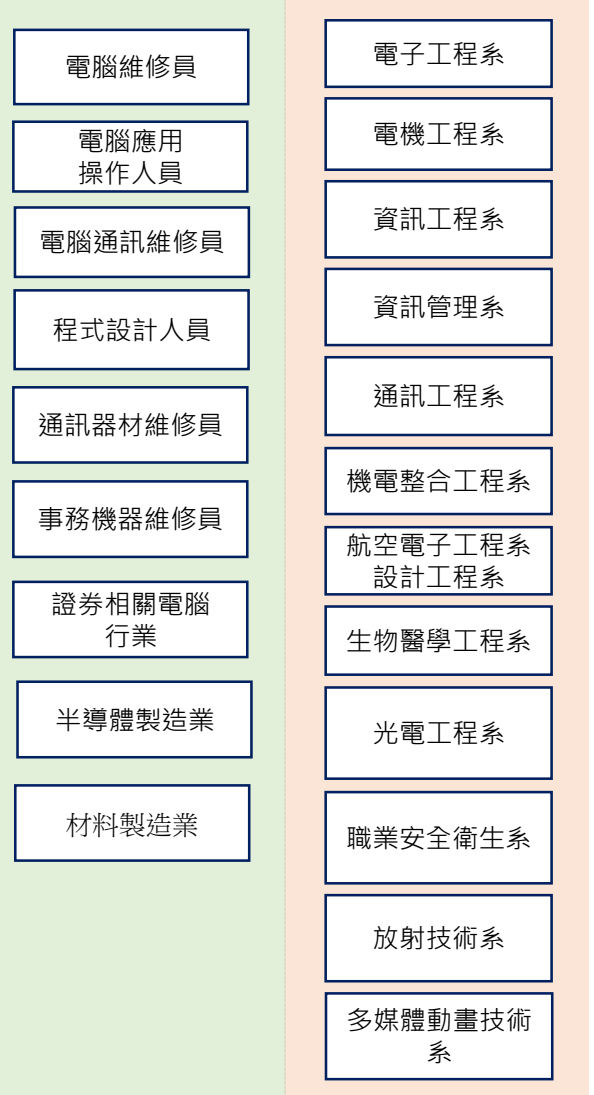 電腦維修員
電腦應用
操作人員
電腦通訊維修員
程式設計人員
通訊器材維修員
事務機器維修員
證券相關電腦
行業
半導體製造業
材料製造業
電子工程系
電機工程系
資訊工程系
資訊管理系
通訊工程系
機電整合工程系
航空電子工程系
設計工程系
生物醫學工程系
光電工程系
職業安全衛生系
放射技術系
多媒體動畫技術
系